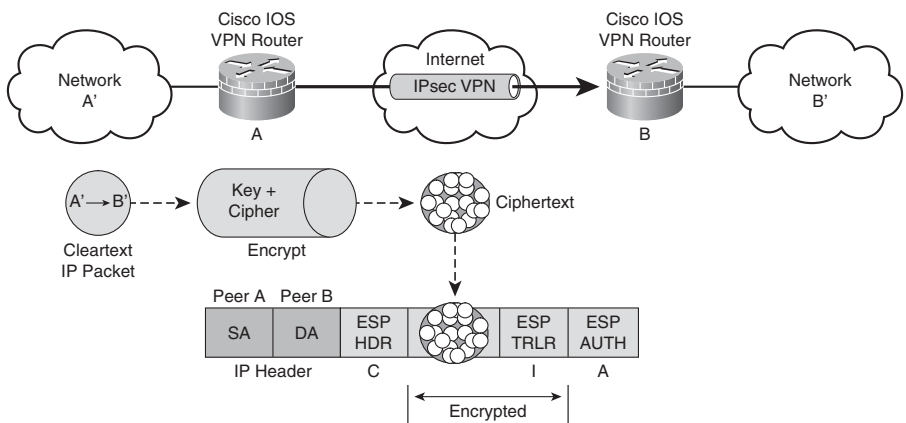 Cisco IOS
VPN Router
Cisco IOS
VPN Router
Network
A'
Internet
IPsec VPN
Network
B'
A
B
A' → B'
Key +
Cipher
Ciphertext
Cleartext
IP Packet
Encrypt
Peer A
Peer B
SA
DA
ESP
HDR
ESP
TRLR
ESP
AUTH
IP Header
C
I
A
Encrypted